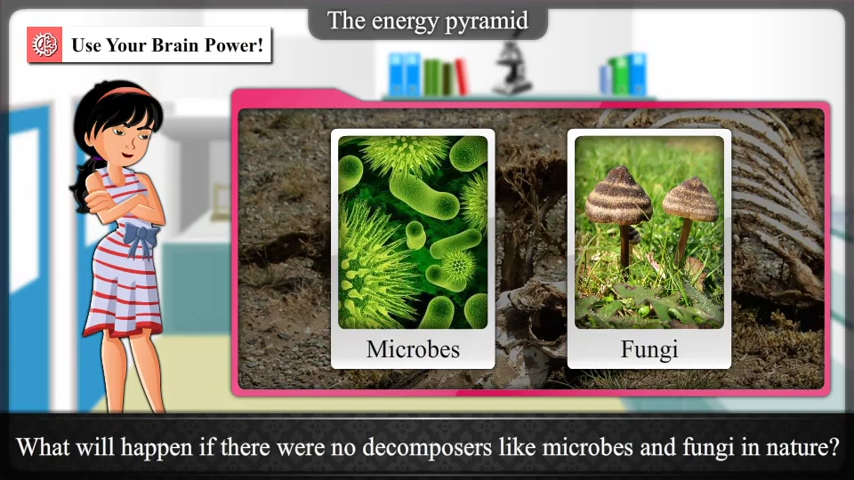 The energy pyramid
Use Your Brain Power!
Microbes
Fungi
What will happen if there were no decomposers like microbes and fungi in nature?